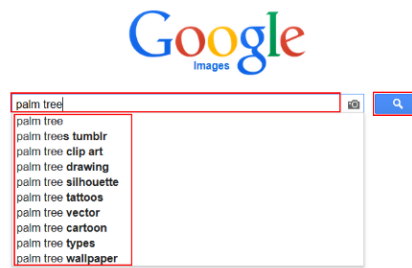 Google
Images
palm tree
palm tree
palm trees tumblr
palm tree clip art
palm tree drawing
palm tree silhouette
palm tree tattoos
palm tree vector
palm tree cartoon
palm tree types
palm tree wallpaper